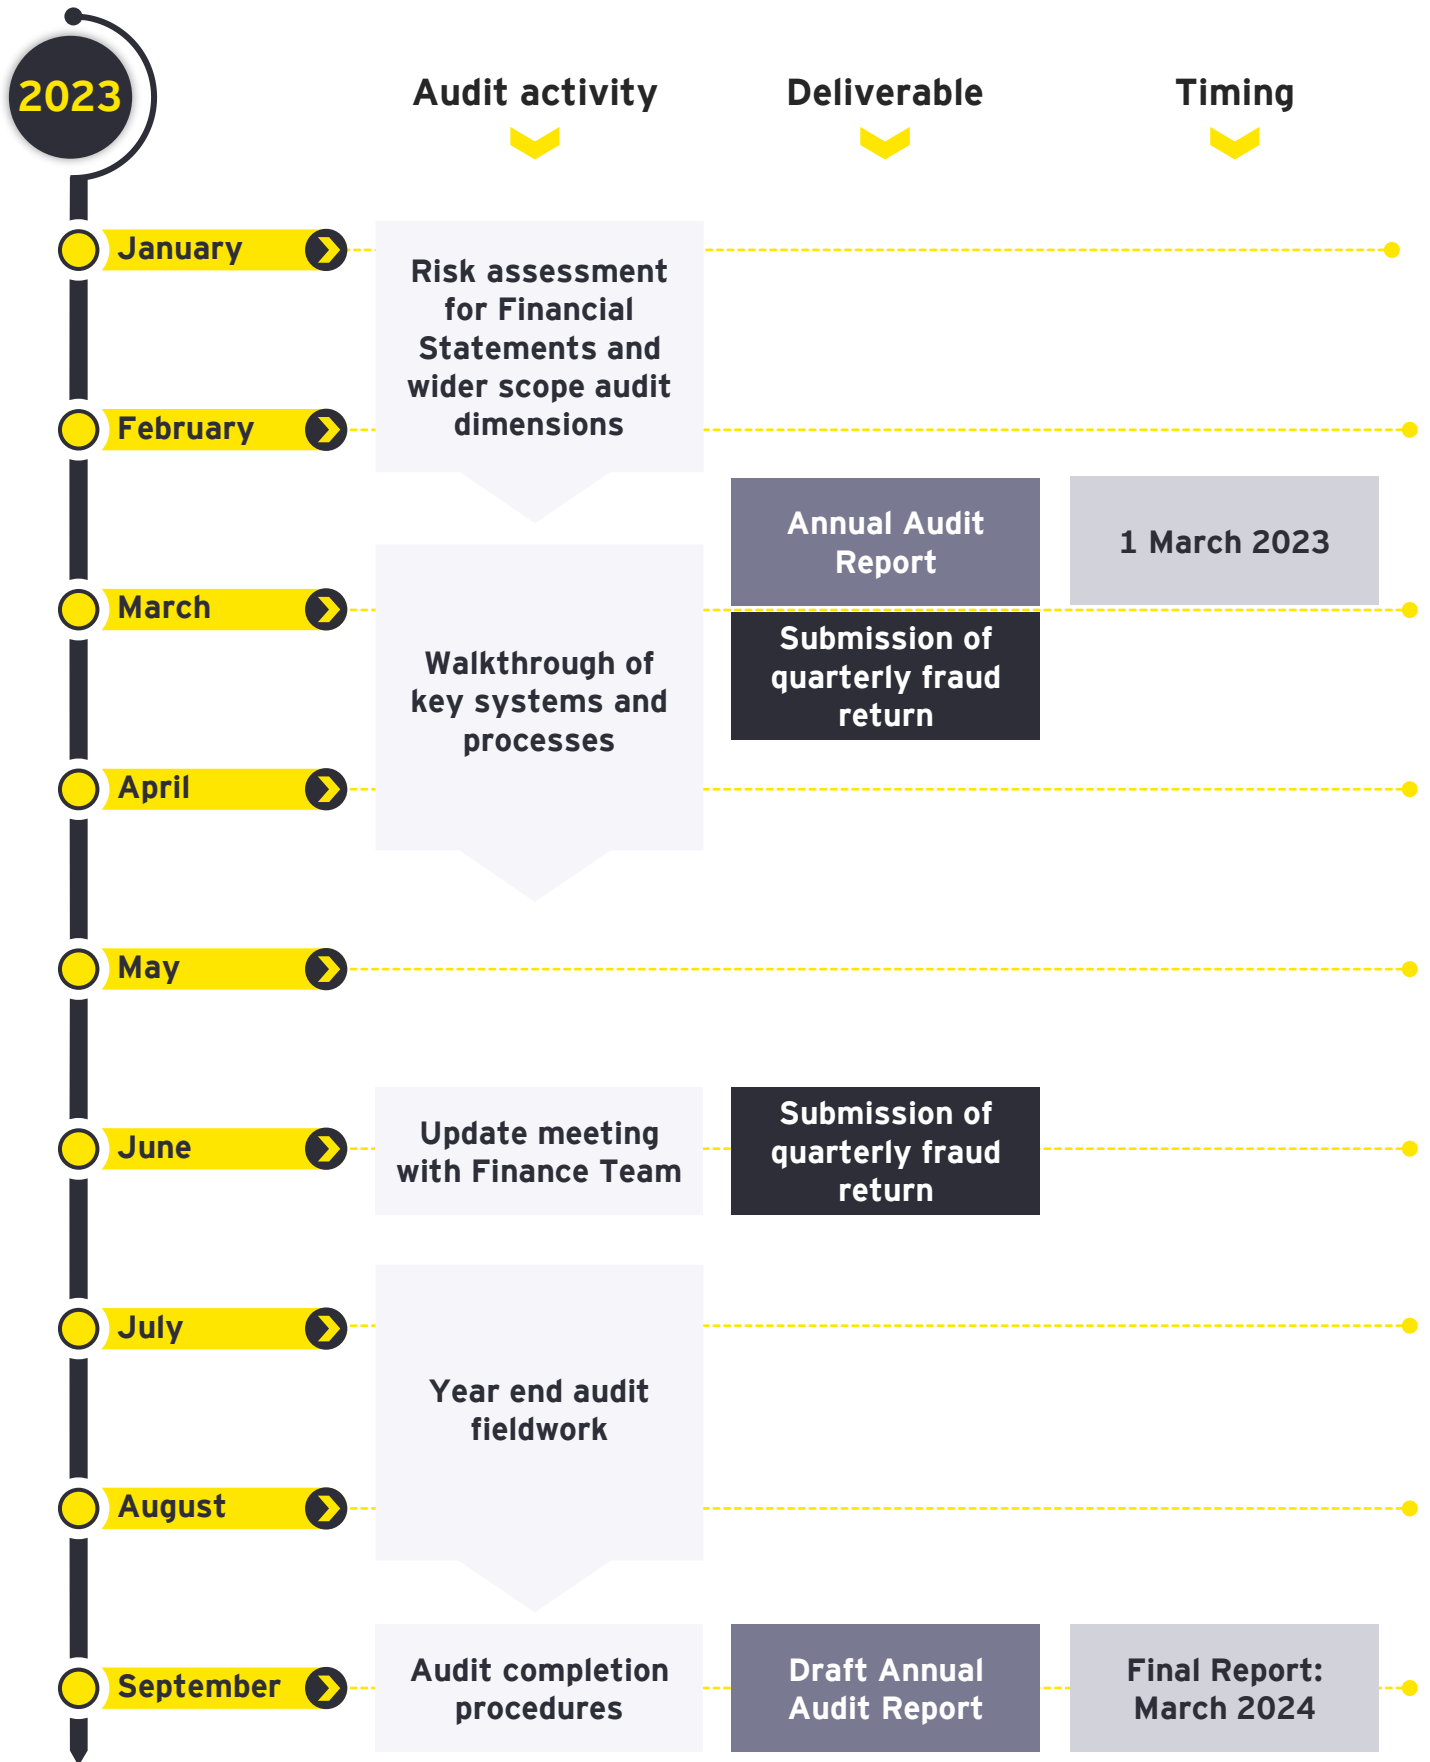 2023
Audit activity
Deliverable
Timing
January
Risk assessment
for Financial
Statements and
wider scope audit
dimensions
February
Annual Audit
Report
1 March 2023
March
Submission of
quarterly fraud
return
Walkthrough of
key systems and
processes
April
May
June
Update meeting
with Finance Team
Submission of
quarterly fraud
return
July
Year end audit
fieldwork
August
September
Audit completion
procedures
Draft Annual
Audit Report
Final Report:
March 2024